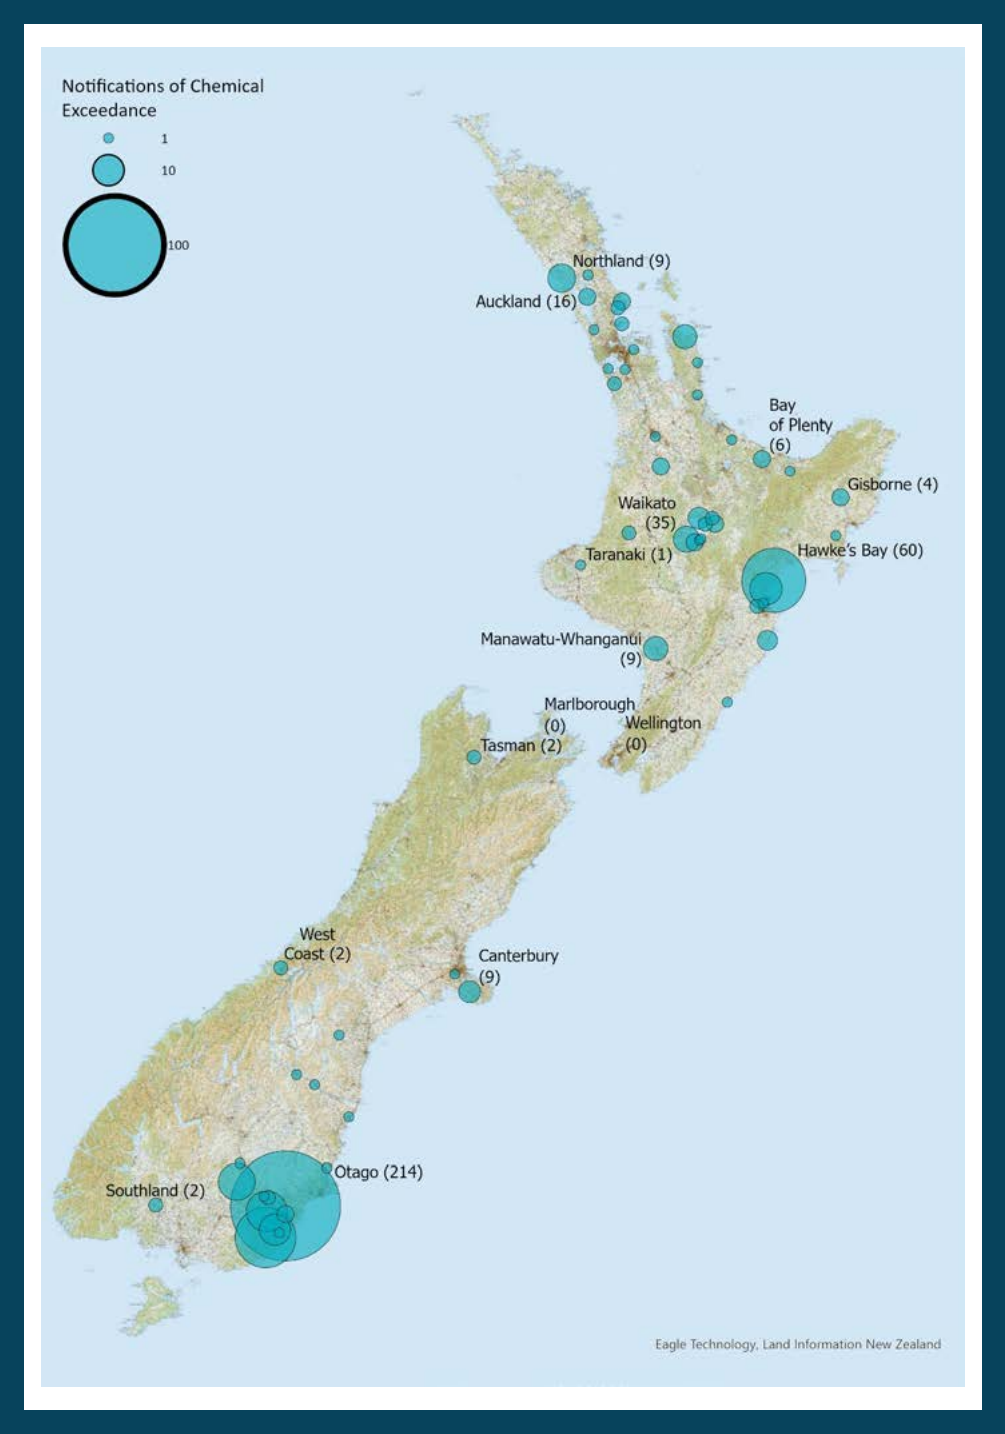 Notifications of Chemical
Exceedance
1
10
100
Northland (9)
Auckland (16)
Bay
of Plenty
(6)
Gisborne (4)
Waikato
(35)
Hawke's Bay (60)
Taranaki (1)
Manawatu-Whanganui
(9)
Marlborough
(0)
Wellington
(0)
Tasman (2)
West
Coast (2)
Canterbury
(9)
Otago (214)
Southland (2)
Eagle Technology, Land Information New Zealand